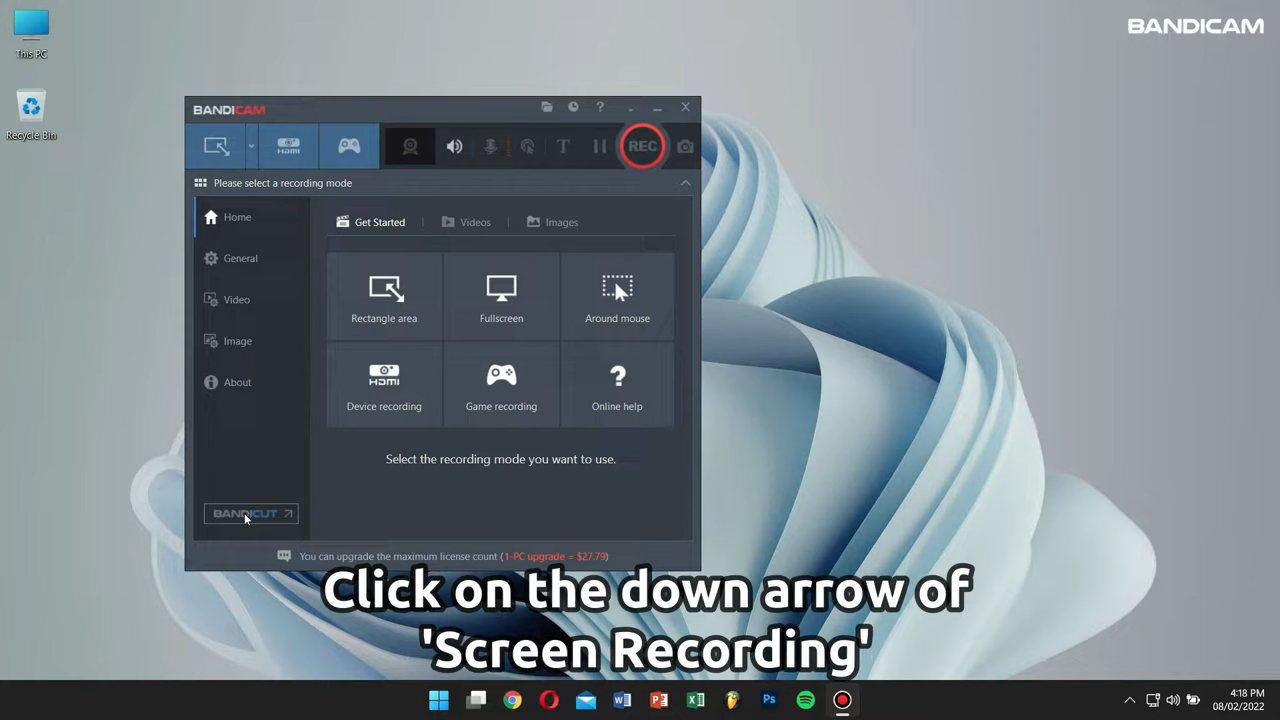 This PC
Recycle Bin
BANDICAM
BANDICAM
?
HDMI
T
REC
Please select a recording mode
Home
General
Video
Image
About
BANDICUT
Get Started
Videos
Images
Rectangle area
Fullscreen
Around mouse
HDMI
?
Device recording
Game recording
Online help
Select the recording mode you want to use.
You can upgrade the maximum license count (1-PC upgrade = $27.79)
Click on the down arrow of
'Screen Recording'
W
P
X
Ps
4:18 PM
08/02/2022